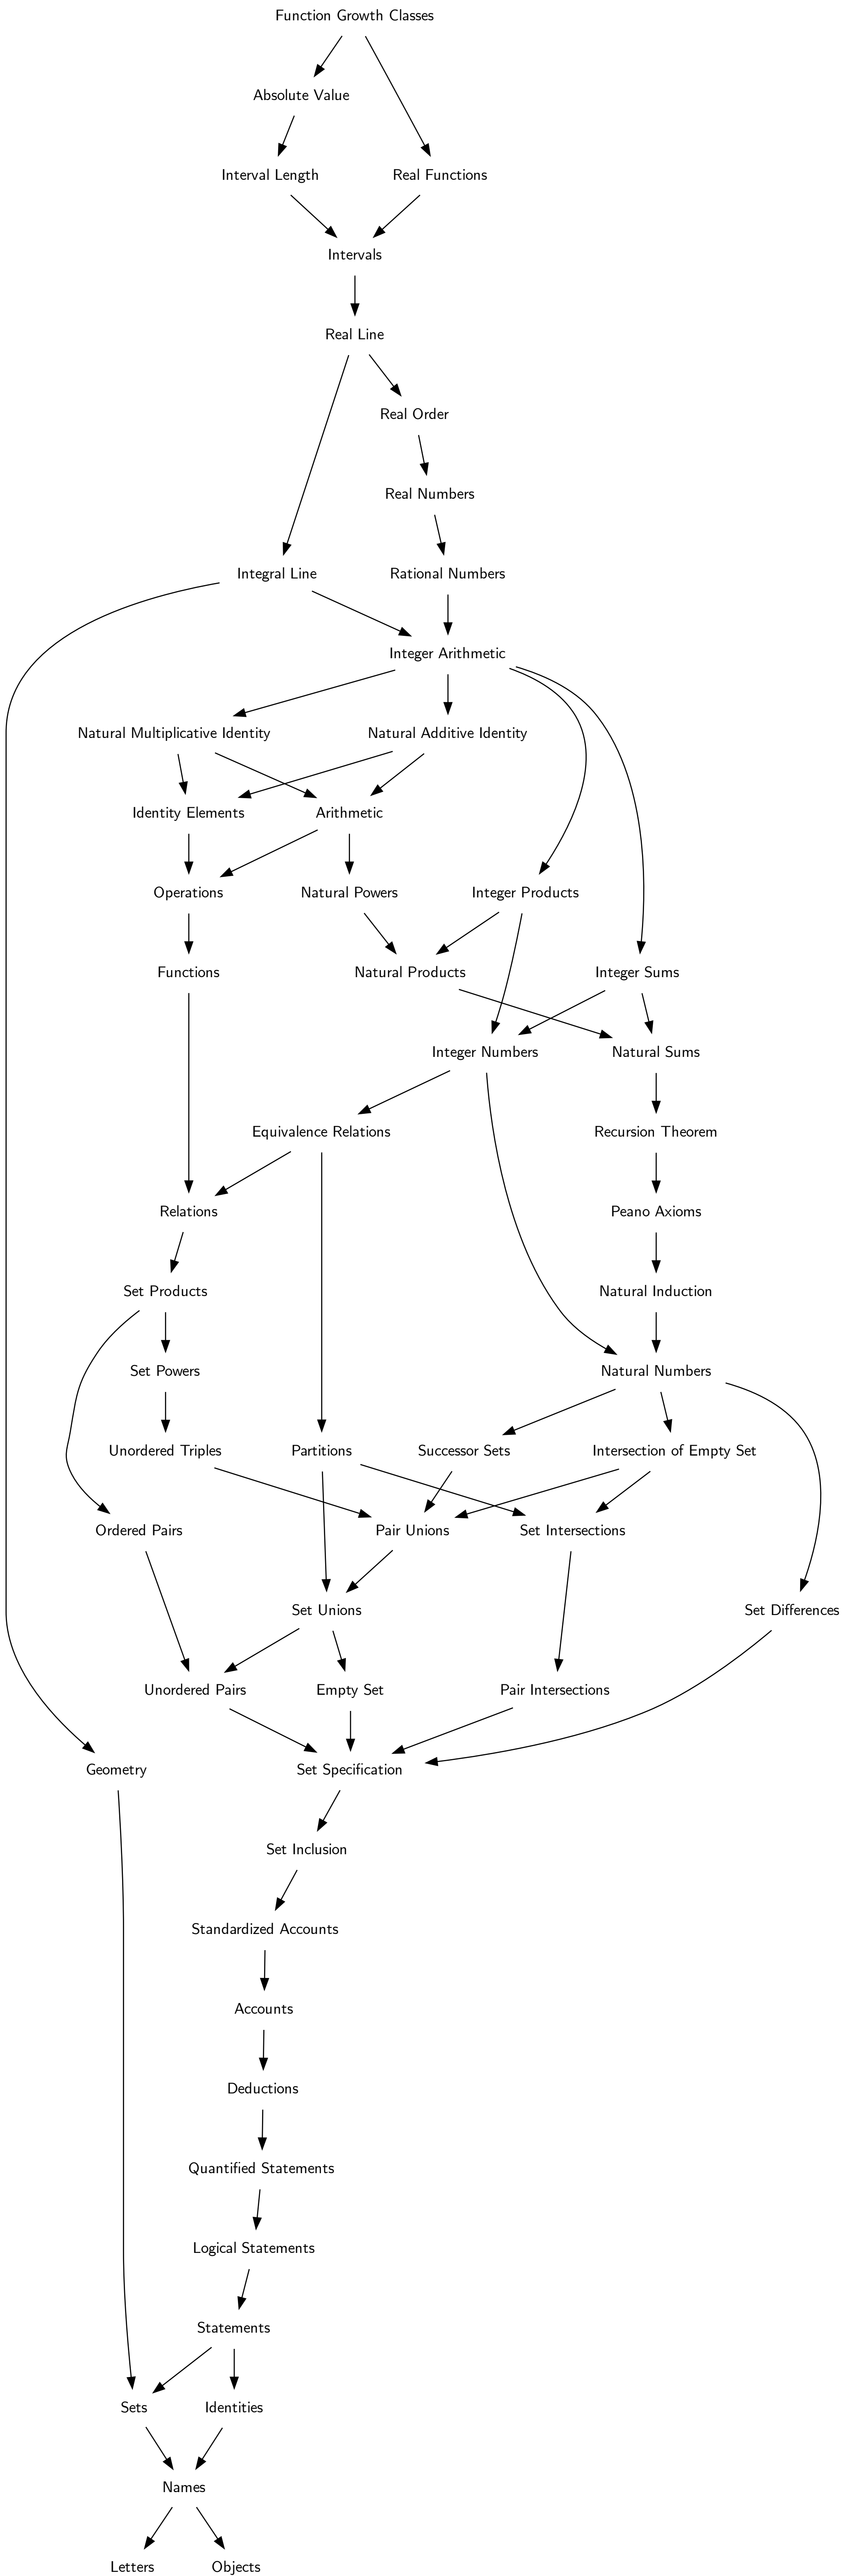 Function Growth Classes
Absolute Value
Interval Length
Real Functions
Intervals
Real Line
Real Order
Real Numbers
Integral Line
Rational Numbers
Integer Arithmetic
Natural Multiplicative Identity
Natural Additive Identity
Identity Elements
Arithmetic
Operations
Natural Powers
Integer Products
Functions
Natural Products
Integer Sums
Integer Numbers
Natural Sums
Equivalence Relations
Recursion Theorem
Relations
Peano Axioms
Set Products
Natural Induction
Set Powers
Natural Numbers
Unordered Triples
Partitions
Successor Sets
Intersection of Empty Set
Ordered Pairs
Pair Unions
Set Intersections
Set Unions
Set Differences
Unordered Pairs
Empty Set
Pair Intersections
Geometry
Set Specification
Set Inclusion
Standardized Accounts
Accounts
Deductions
Quantified Statements
Logical Statements
Statements
Sets
Identities
Names
Letters
Objects